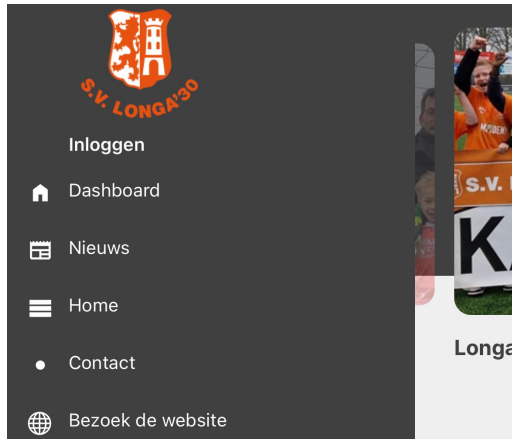 S.V. LONGA'30
Inloggen
Dashboard
Nieuws
Home
Contact
Bezoek de website
S.V.
KA
Longa